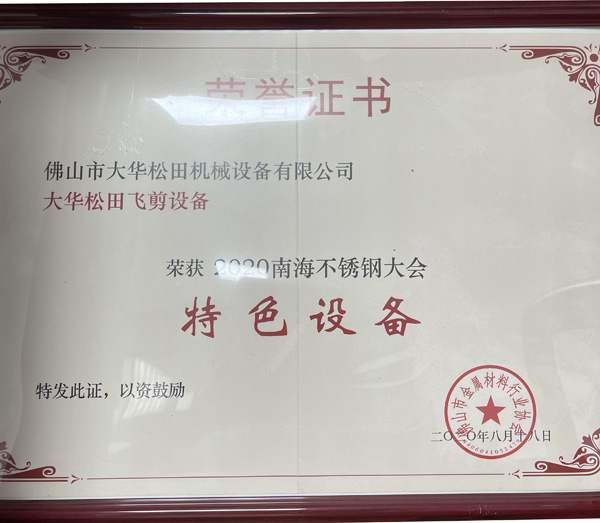 荣誉证书
佛山市大华松田机械设备有限公司
大华松田飞剪设备
荣获 2020南海不锈钢大会
特色设备
特发此证，以资鼓励
佛山市金属材料行业协会
二〇二〇年八月十八日